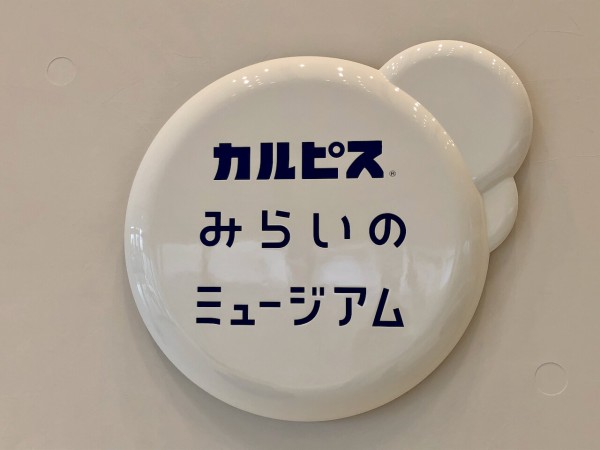 カルピス®
みらいの
ミュージアム